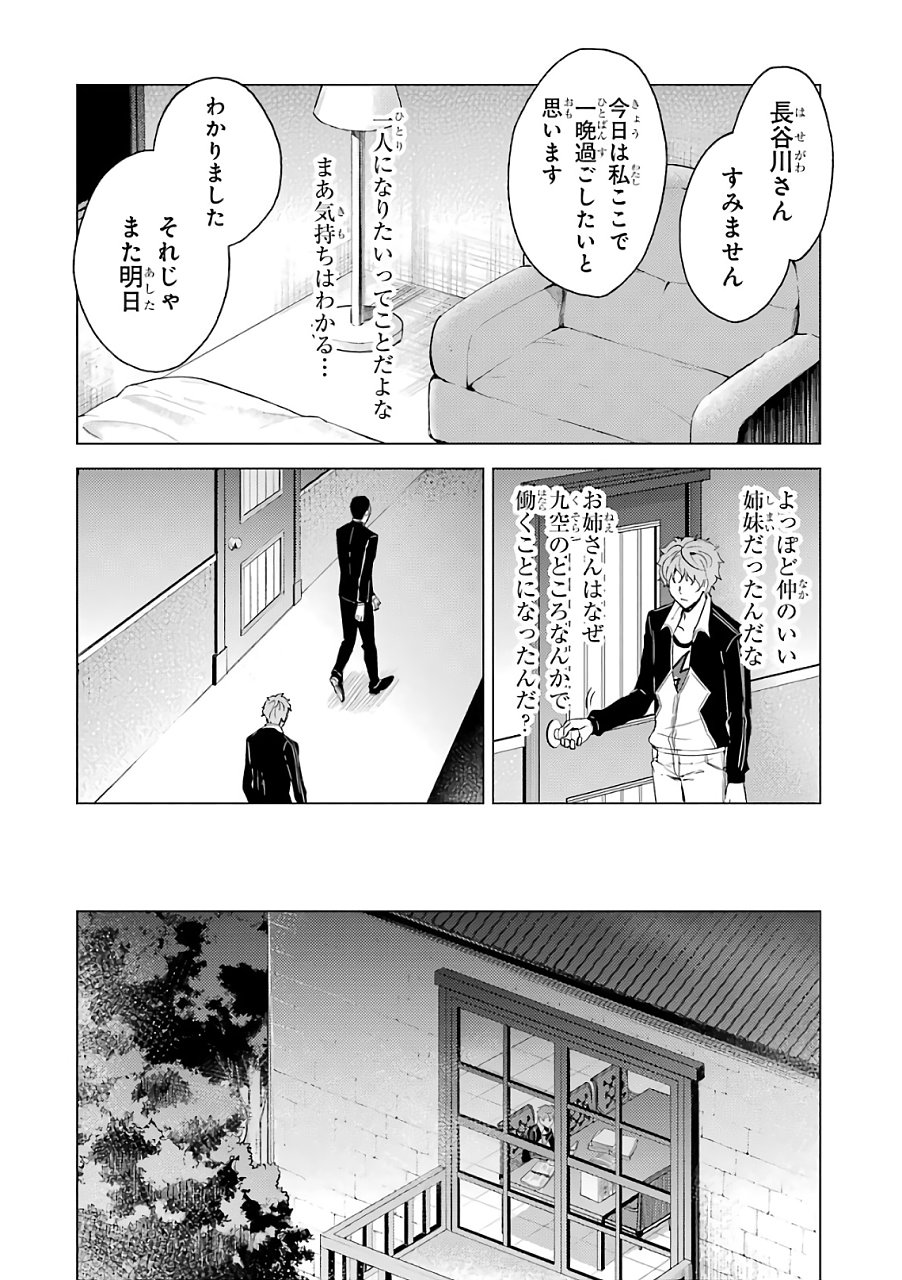 長谷川さん
すみません
今日は私ここで
一晩過ごしたいと
思います
一人になりたいってことだよな
まあ気持ちはわかる…
わかりました
それじゃ
また明日
よっぽど仲のいい
姉妹だったんだな
お姉さんはなぜ
九空のところなんかで
働くことになったんだ？